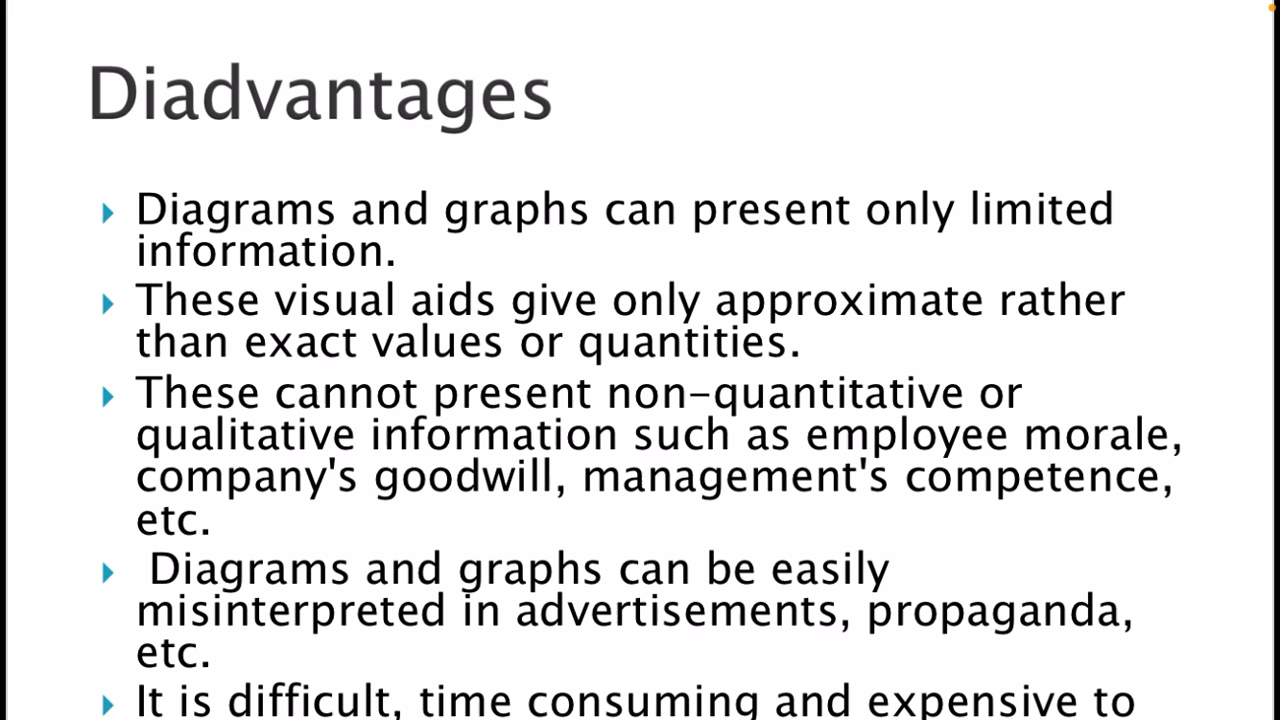 Diadvantages
Diagrams and graphs can present only limited
information.
These visual aids give only approximate rather
than exact values or quantities.
These cannot present non-quantitative or
qualitative information such as employee morale,
company's goodwill, management's competence,
etc.
Diagrams and graphs can be easily
misinterpreted in advertisements, propaganda,
etc.
It is difficult, time consuming and expensive to